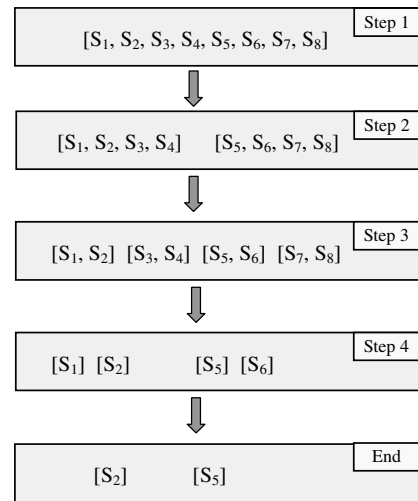 Step 1
[S₁, S₂, S₃, S₄, S₅, S₆, S₇, S₈]
Step 2
[S₁, S₂, S₃, S₄] [S₅, S₆, S₇, S₈]
Step 3
[S₁, S₂] [S₃, S₄] [S₅, S₆] [S₇, S₈]
Step 4
[S₁] [S₂] [S₅] [S₆]
End
[S₂] [S₅]